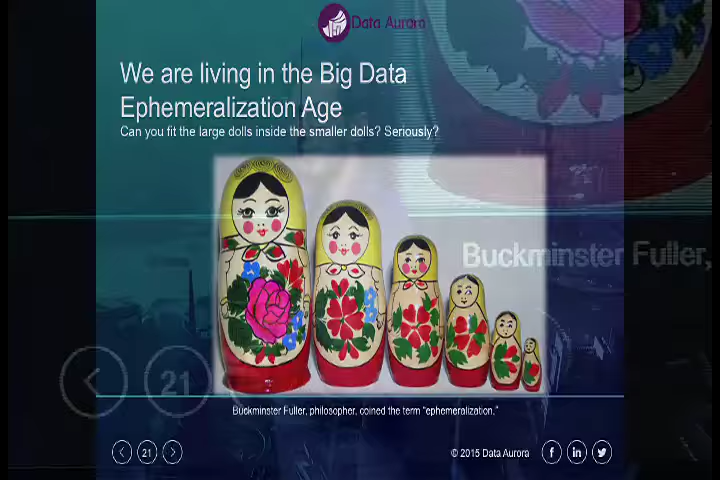 Data Aurora
We are living in the Big Data
Ephemeralization Age
Can you fit the large dolls inside the smaller dolls? Seriously?
Buckminster Fuller,
21
Buckminster Fuller, philosopher, coined the term "ephemeralization."
21
© 2015 Data Aurora